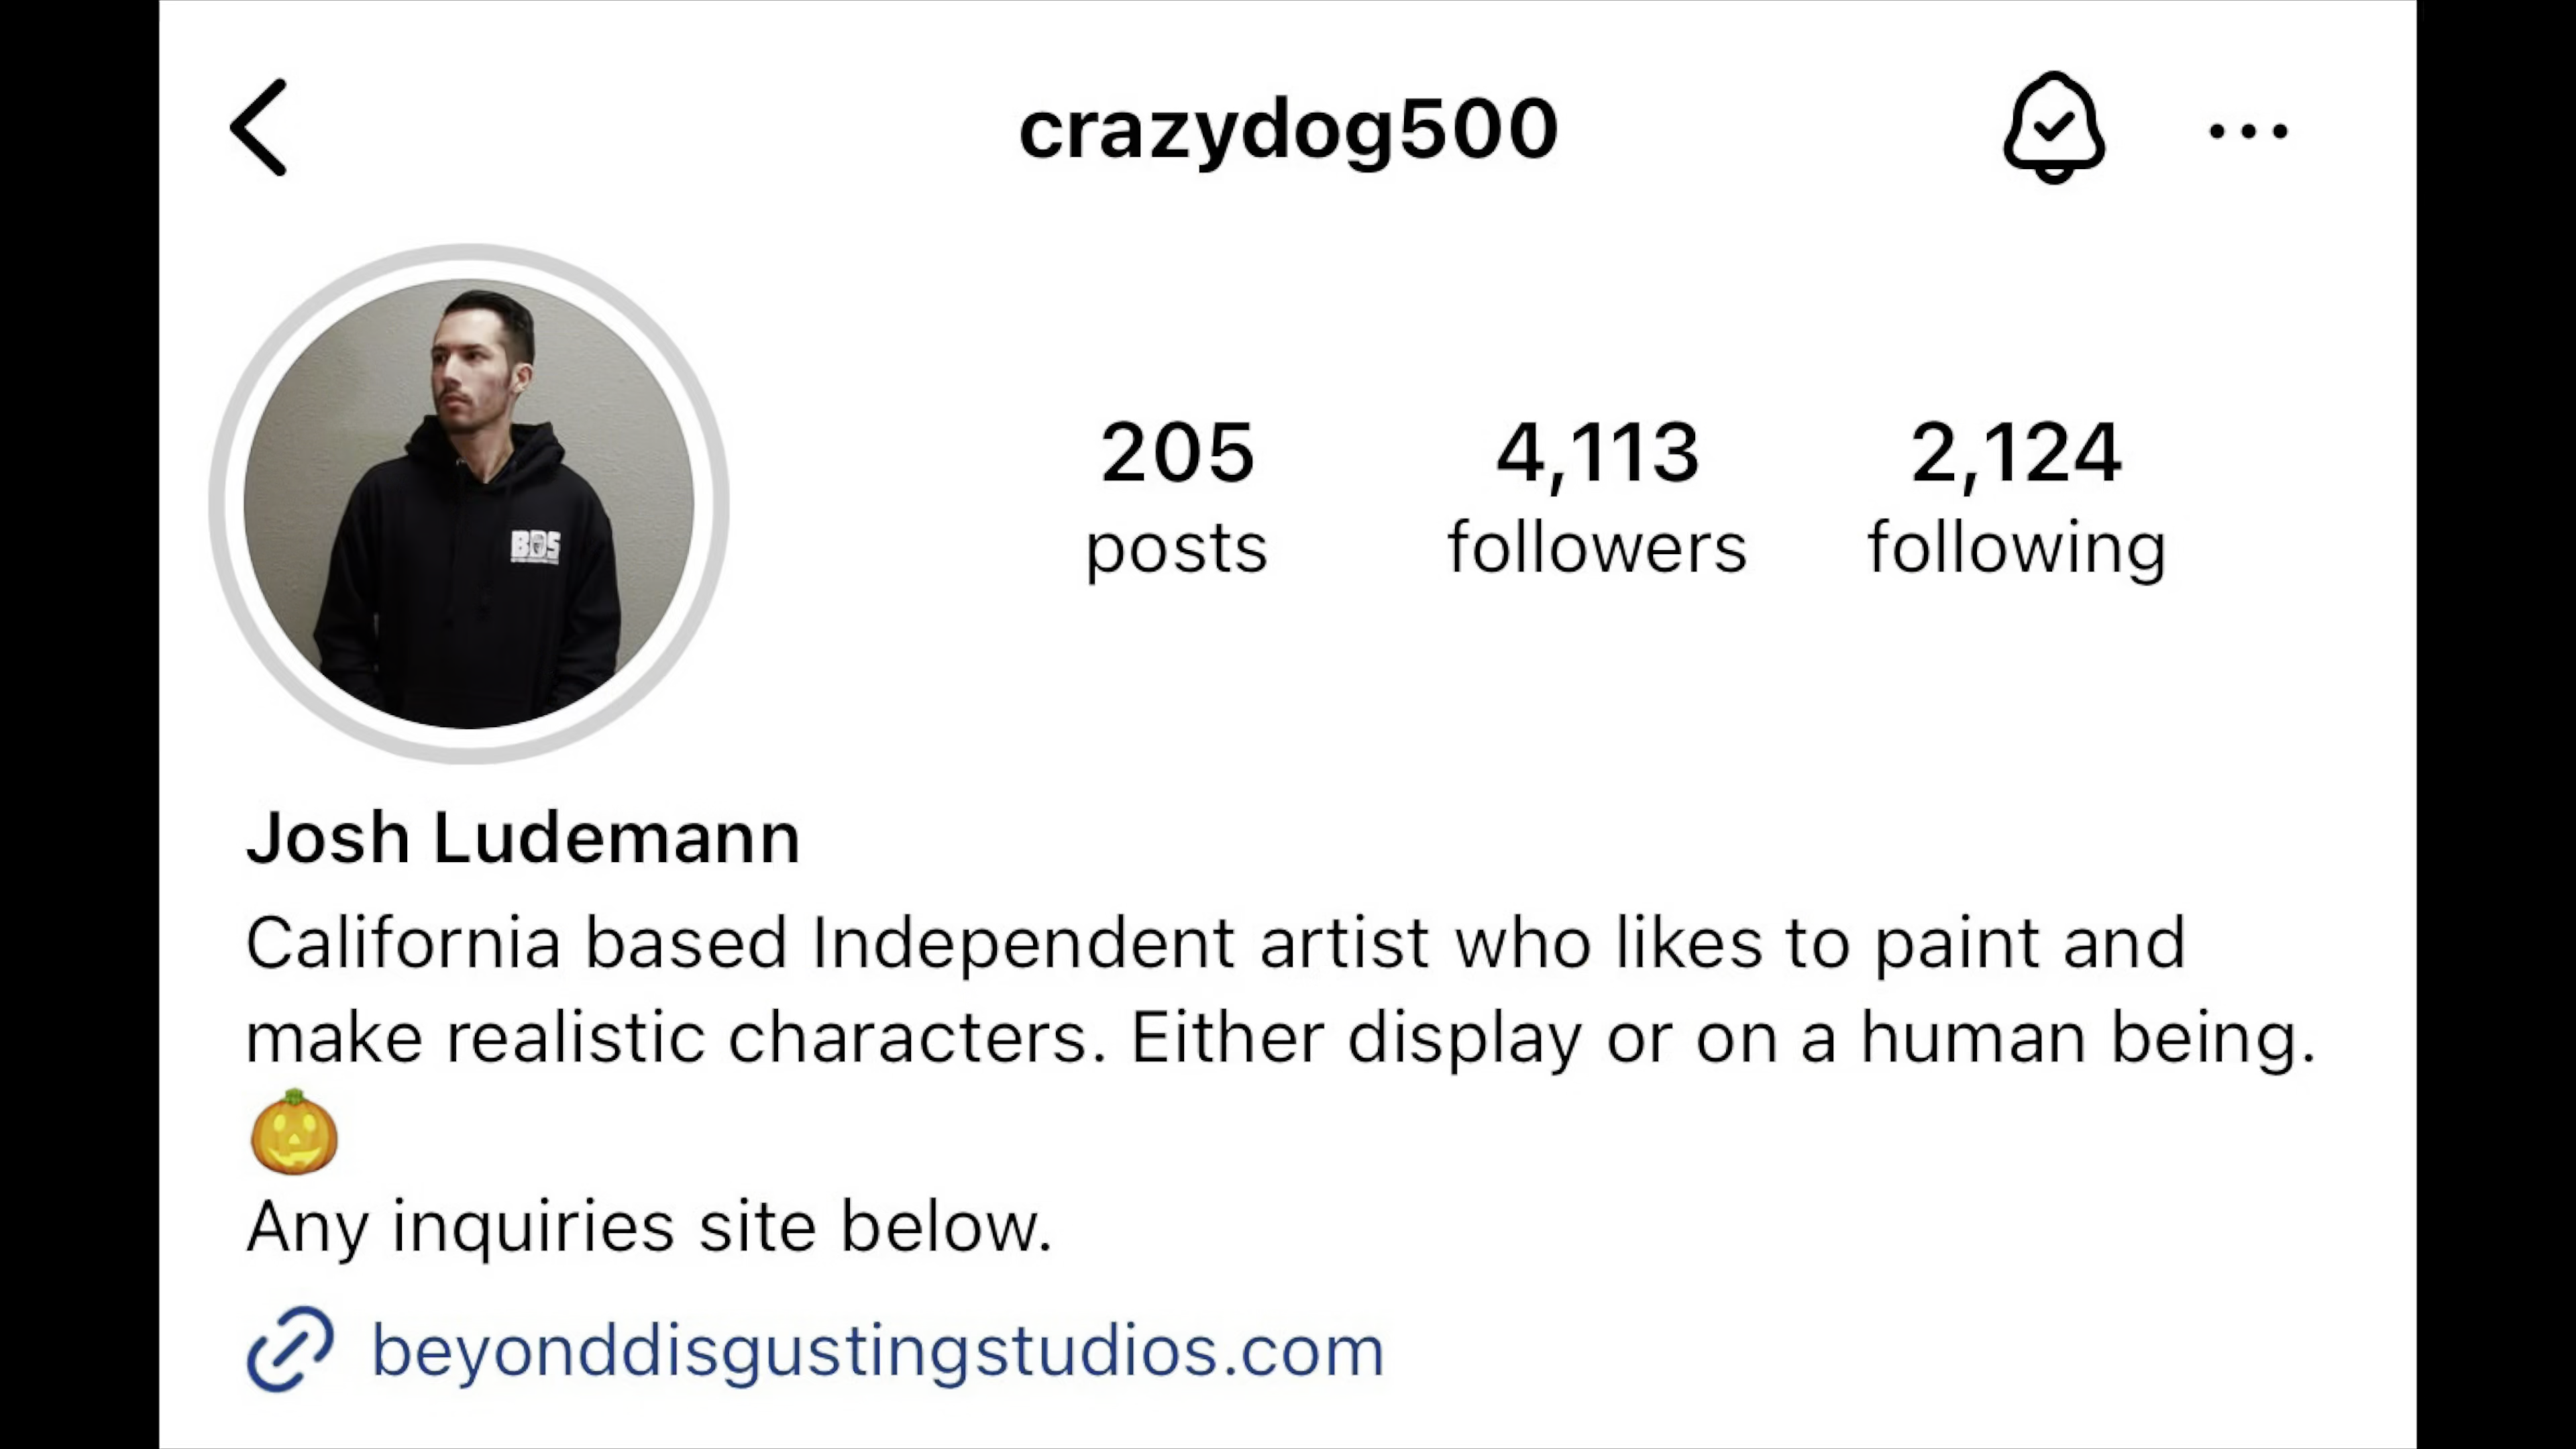 crazydog500
205 4,113 2,124
posts followers following
BDS
Josh Ludemann
California based Independent artist who likes to paint and
make realistic characters. Either display or on a human being.
🎃
Any inquiries site below.
beyonddisgustingstudios.com